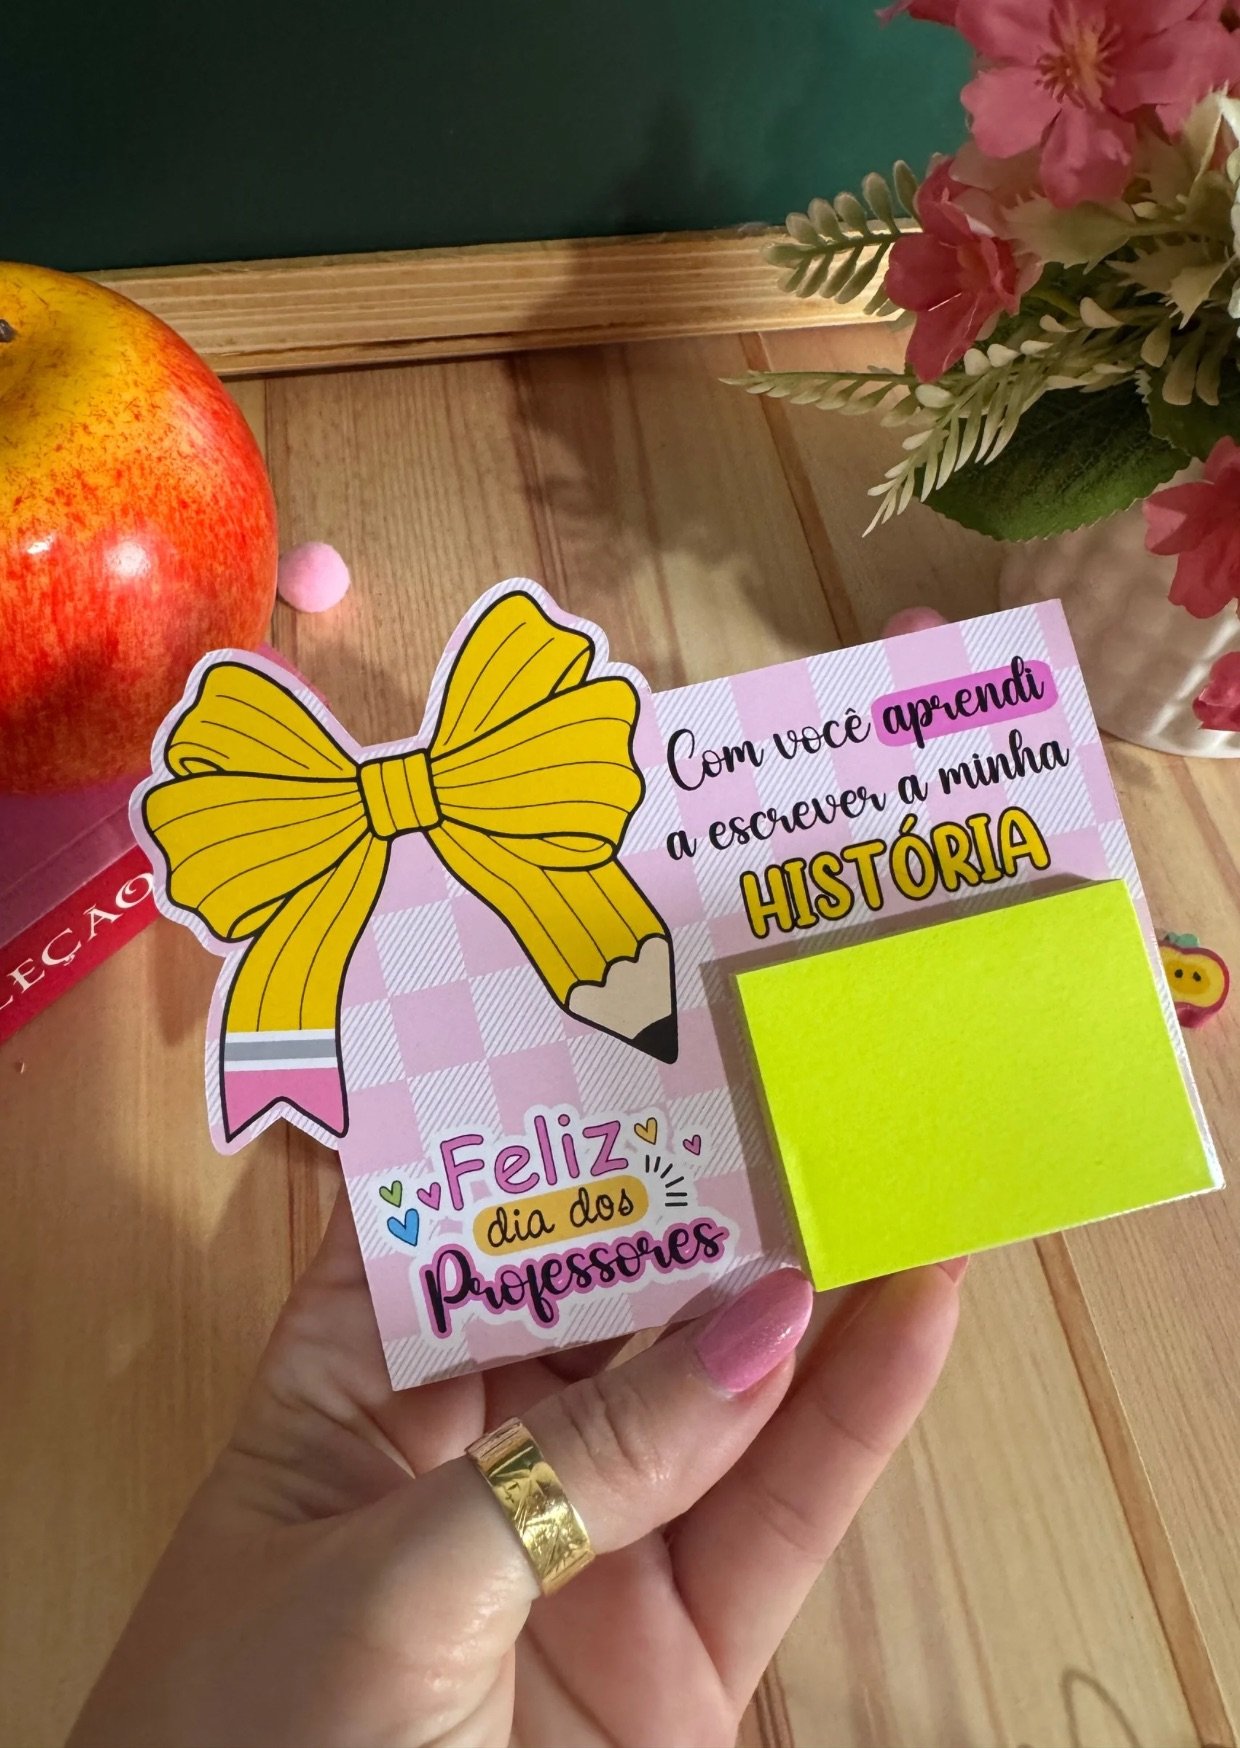 Com você aprendi
a escrever a minha
HISTÓRIA
Feliz
dia dos
Professores
LEÇÃO